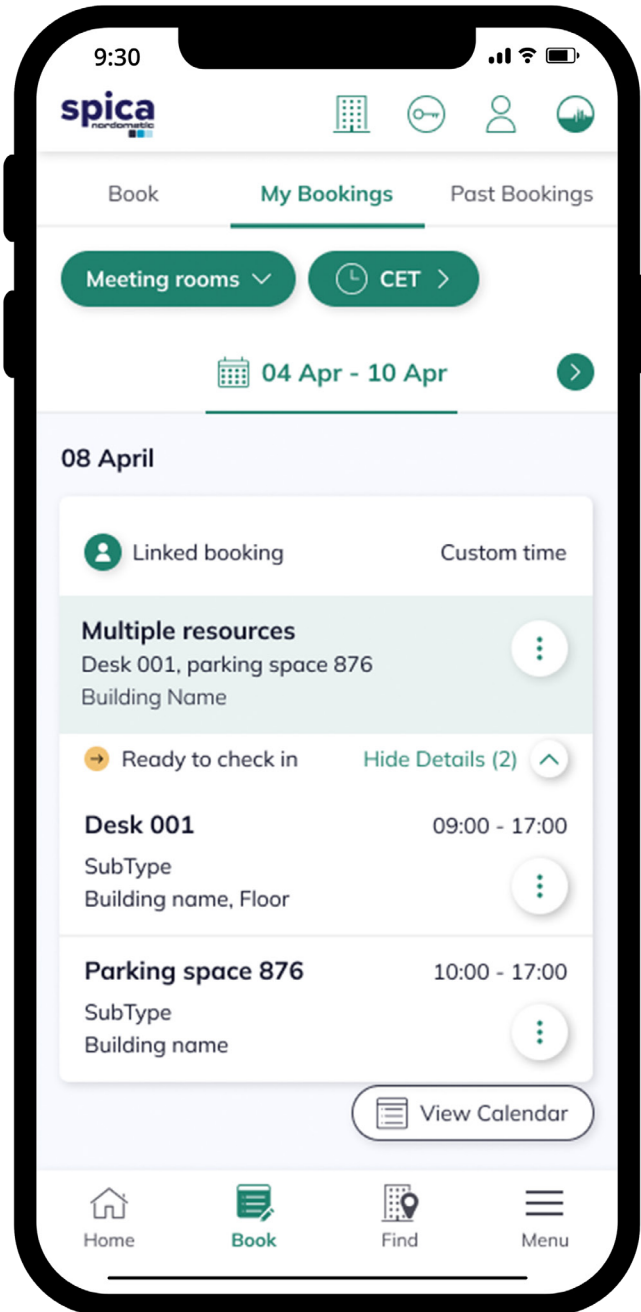 9:30
spica
nordomatic
Book My Bookings Past Bookings
Meeting rooms CET
04 Apr - 10 Apr
08 April
Linked booking Custom time
Multiple resources
Desk 001, parking space 876
Building Name
Ready to check in Hide Details (2)
Desk 001 09:00 - 17:00
SubType
Building name, Floor
Parking space 876 10:00 - 17:00
SubType
Building name
View Calendar
Home Book Find Menu